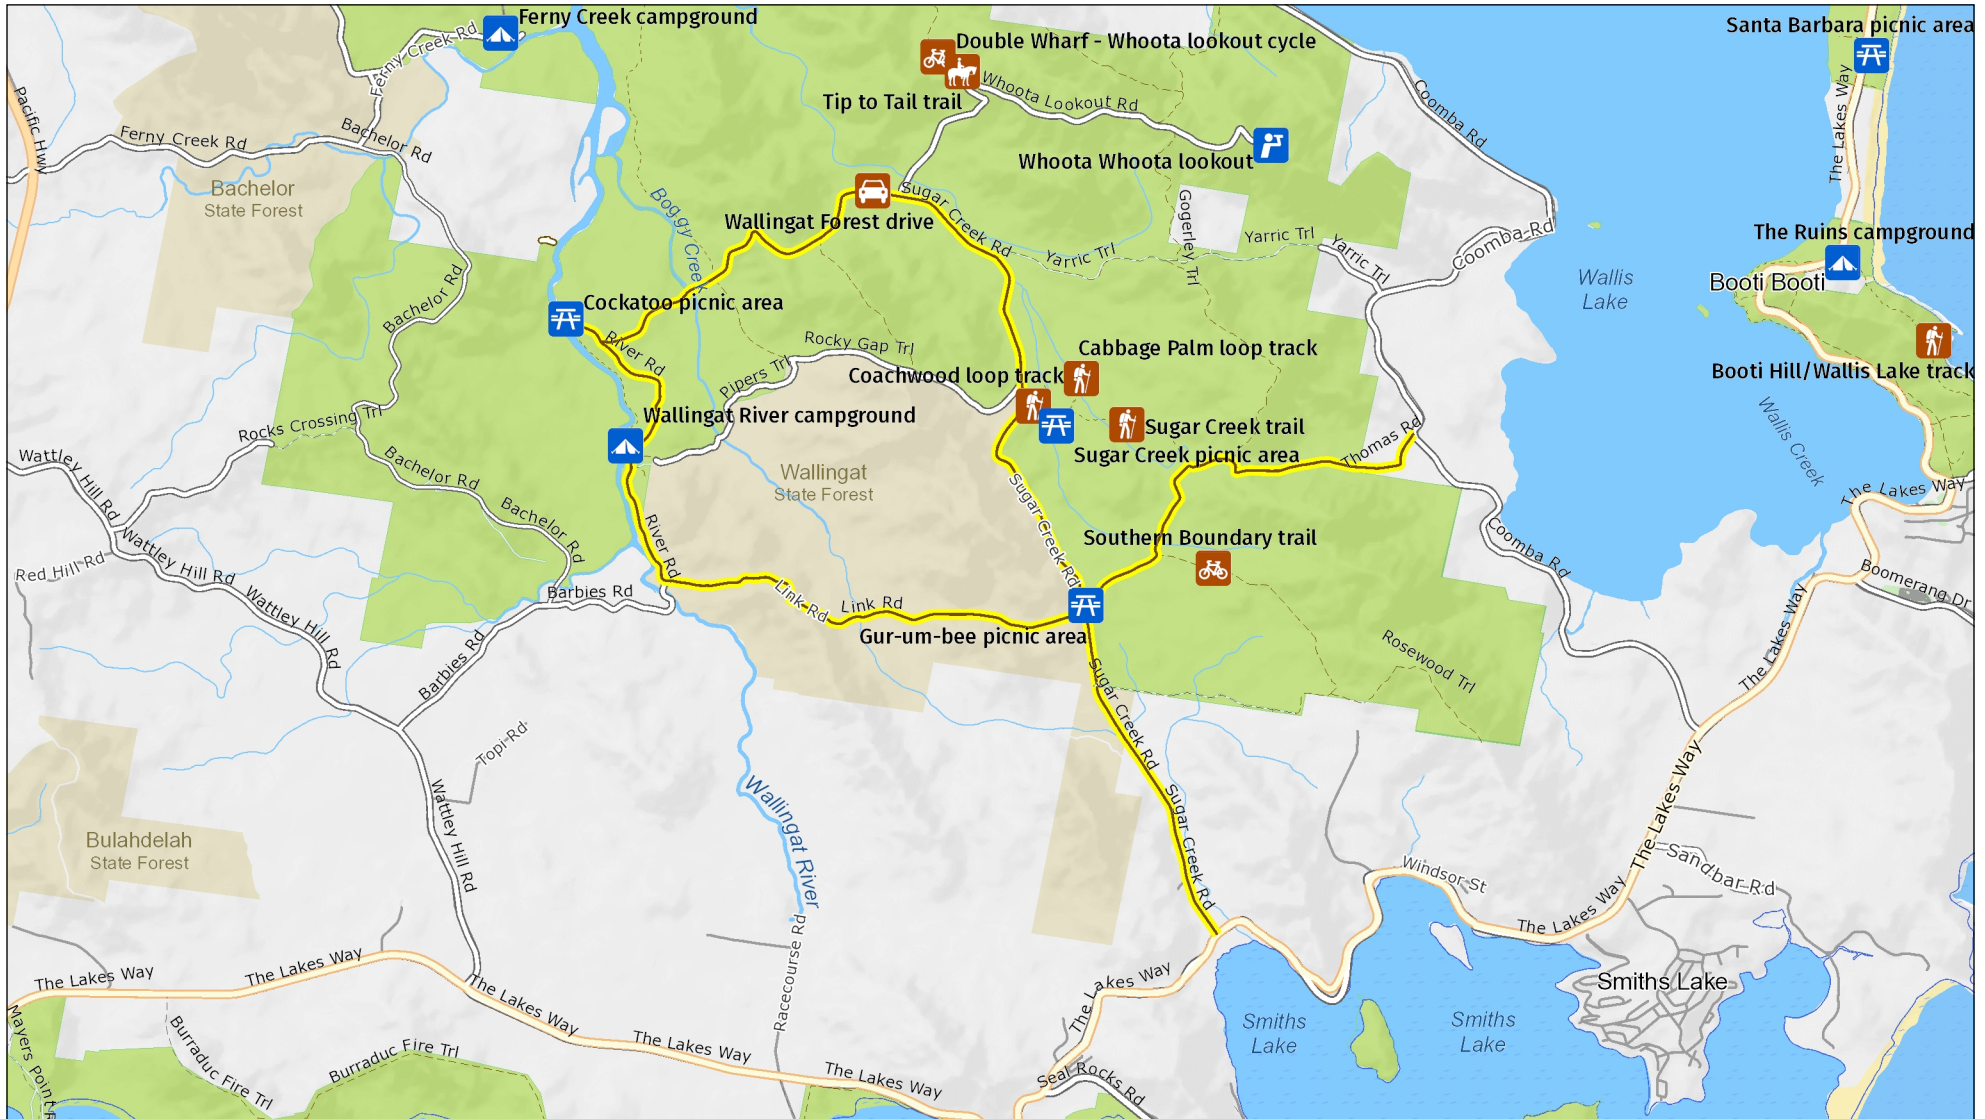 Ferny Creek campground
Santa Barbara picnic area
Ferny Creek Rd
Double Wharf - Whoota lookout cycle
Whoota Lookout Rd
Tip to Tail trail
Coomba Rd
The Lakes Way
Pacific Hwy
Ferny Creek Rd
Bachelor Rd
Whoota Whoota lookout
Bachelor
State Forest
Boggy Creek
Sugar Creek Rd
Wallingat Forest drive
Gogerley Trl
Yarric Trl
Yarric Trl
Yarric Trl
Coomba Rd
The Ruins campground
Wallis
Lake
Booti Booti
Bachelor Rd
Cockatoo picnic area
River Rd
Rocky Gap Trl
Pipers Trl
Cabbage Palm loop track
Coachwood loop track
Booti Hill/Wallis Lake track
Wallis Creek
Rocks Crossing Trl
Wallingat River campground
Sugar Creek trail
Thomas Rd
Sugar Creek picnic area
Wattley Hill Rd
Bachelor Rd
Wallingat
State Forest
Sugar Creek Rd
The Lakes Way
Bachelor Rd
River Rd
Southern Boundary trail
Coomba Rd
Wattley Hill Rd
Red Hill Rd
Boomerang Dr
Wattley Hill Rd
Barbies Rd
Link Rd
Link Rd
Gur-um-bee picnic area
Rosewood Trl
The Lakes Way
Barbies Rd
Sugar Creek Rd
Topi Rd
Wattley Hill Rd
Wallingat River
Sugar Creek Rd
The Lakes Way
Bulahdelah
State Forest
Windsor St
Sandbar Rd
The Lakes Way
Racecourse Rd
The Lakes Way
The Lakes Way
The Lakes Way
The Lakes Way
Smiths Lake
Mayers Point R
Burraduc Fire Trl
Burraduc Fire Trl
The Lakes Way
Smiths
Lake
Smiths
Lake
The Lakes Way
Seal Rocks Rd